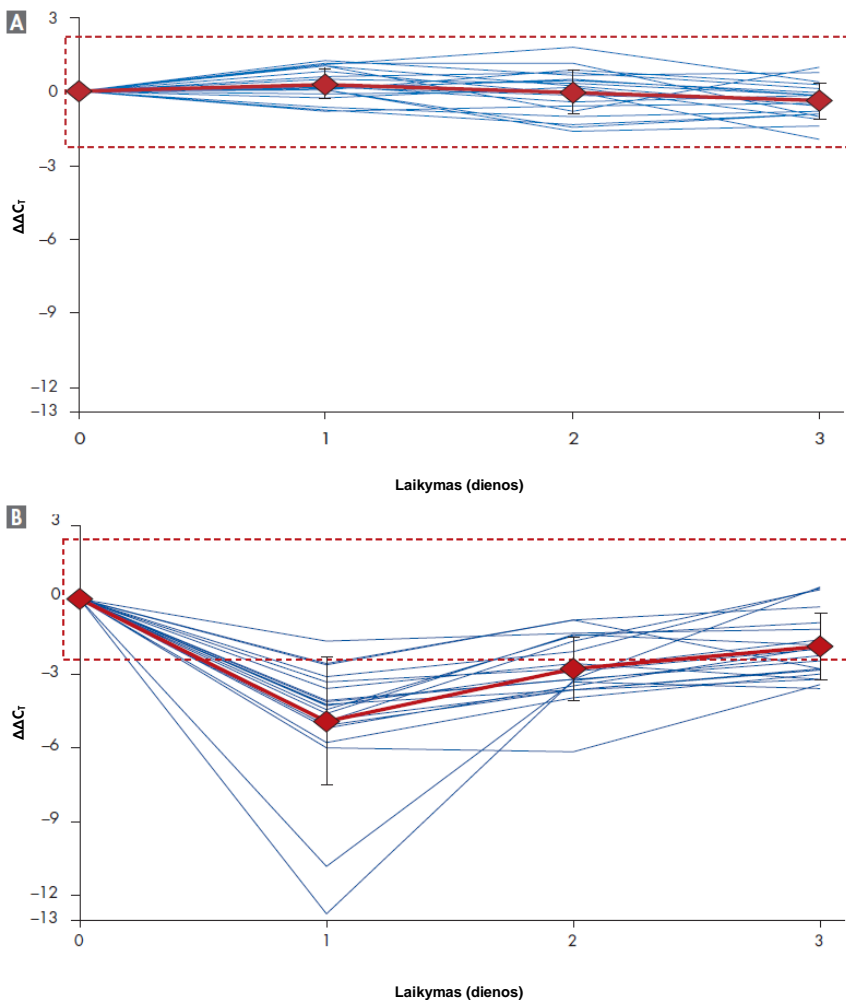 A
3
0
–3
–6
–9
–12
–13
ΔΔCT
0 1 2 3
Laikymas (dienos)
B
3
0
–3
–6
–9
–12
–13
ΔΔCT
0 1 2 3
Laikymas (dienos)